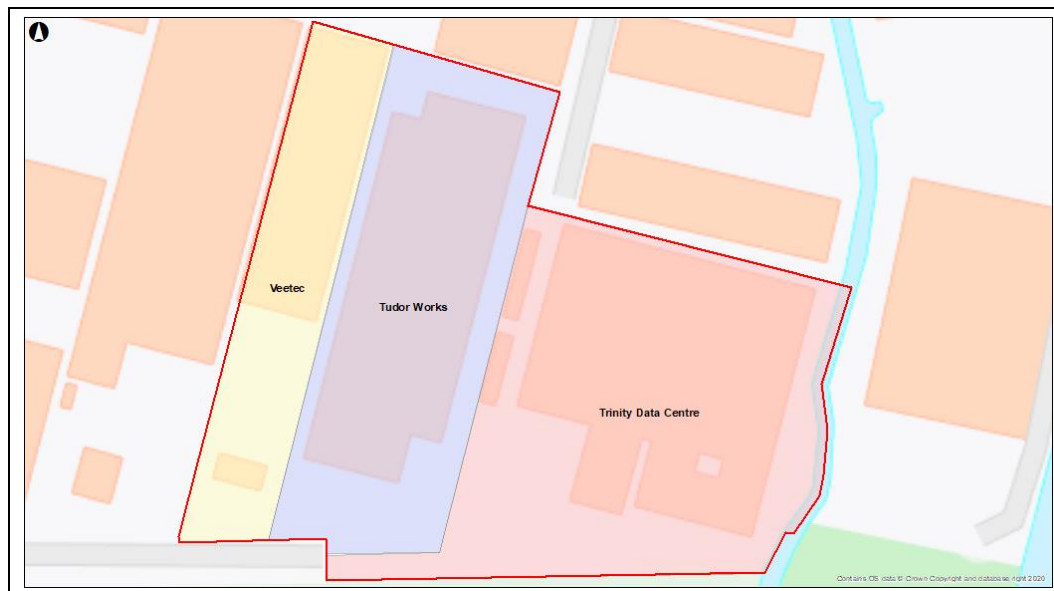 Veetec
Tudor Works
Trinity Data Centre
Contains OS data © Crown Copyright and database right 2020